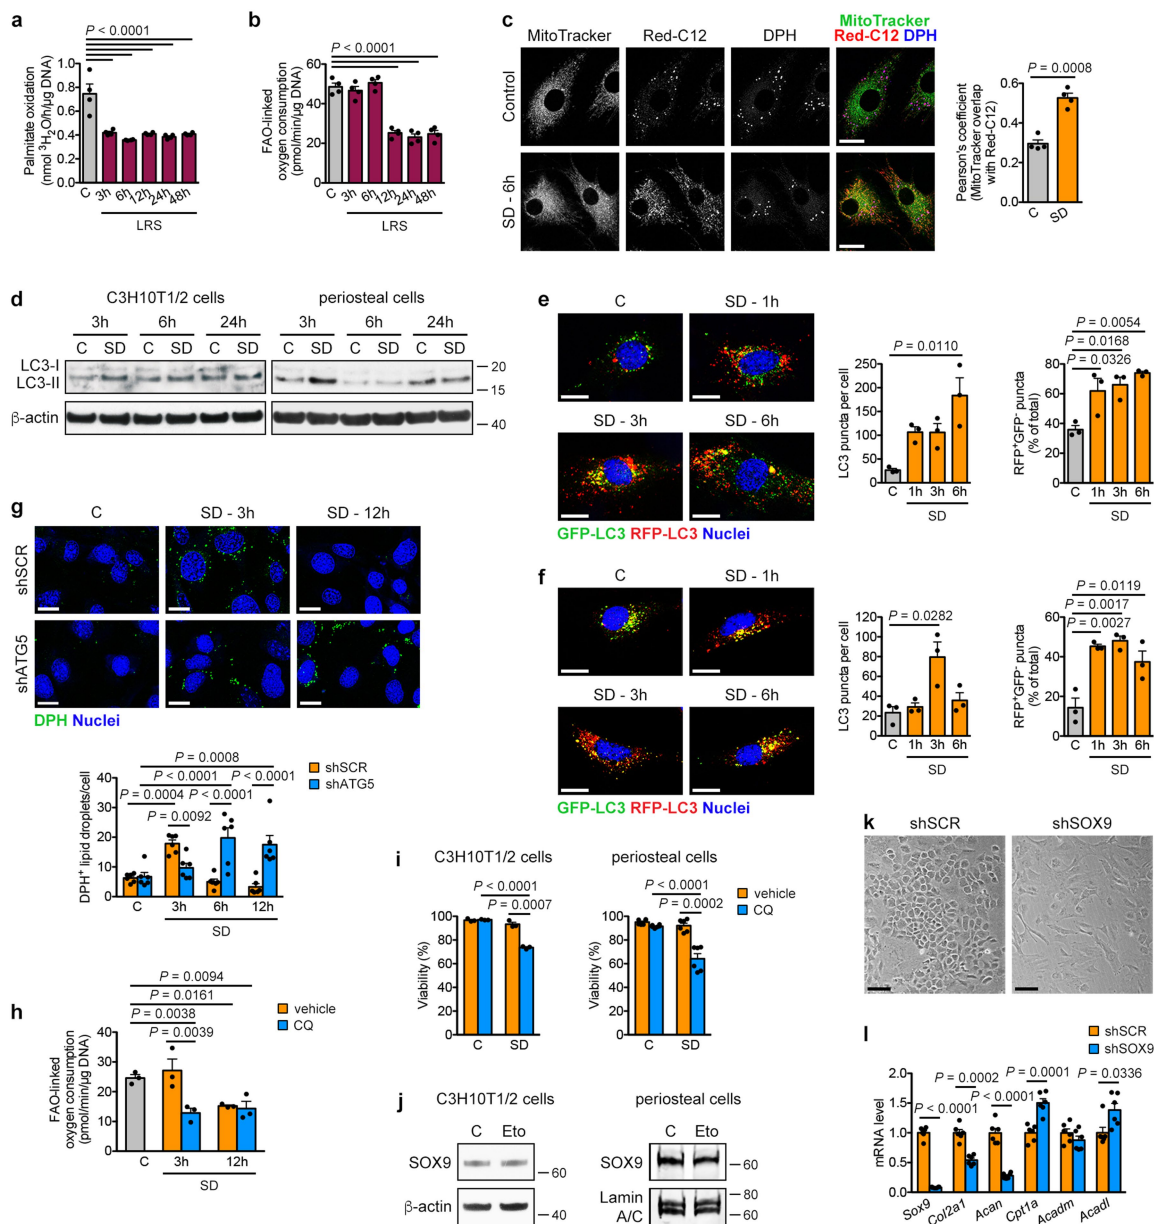 a
P < 0.0001
Palmitate oxidation
(nmol ³H₂O/h/µg DNA)
1.0
0.8
0.6
0.4
0.2
0.0
C 3h 6h 12h 24h 48h
LRS
b
P < 0.0001
FAO-linked
oxygen consumption
(pmol/min/µg DNA)
60
40
20
0
C 3h 6h 12h 24h 48h
LRS
c
MitoTracker Red-C12 DPH
MitoTracker
Red-C12 DPH
Control
SD - 6h
P = 0.0008
Pearson's coefficient
(MitoTracker overlap
with Red-C12)
0.6
0.4
0.2
0.0
C SD
d
C3H10T1/2 cells periosteal cells
3h 6h 24h 3h 6h 24h
C SD C SD C SD C SD C SD C SD
LC3-I
LC3-II
β-actin
20
15
40
e
C SD - 1h
SD - 3h SD - 6h
GFP-LC3 RFP-LC3 Nuclei
P = 0.0110
LC3 puncta per cell
250
200
150
100
50
0
C 1h 3h 6h
SD
P = 0.0054
P = 0.0168
P = 0.0326
RFP⁺GFP⁻ puncta
(% of total)
80
60
40
20
0
C 1h 3h 6h
SD
f
C SD - 1h
SD - 3h SD - 6h
GFP-LC3 RFP-LC3 Nuclei
P = 0.0282
LC3 puncta per cell
120
100
80
60
40
20
0
C 1h 3h 6h
SD
P = 0.0119
P = 0.0017
P = 0.0027
RFP⁺GFP⁻ puncta
(% of total)
60
40
20
0
C 1h 3h 6h
SD
g
C SD - 3h SD - 12h
shSCR
shATG5
DPH Nuclei
P = 0.0008
P < 0.0001 P < 0.0001
P = 0.0004 P < 0.0001
P = 0.0092
shSCR
shATG5
DPH⁺ lipid droplets/cell
40
30
20
10
0
C 3h 6h 12h
SD
h
P = 0.0094
P = 0.0161
P = 0.0038
P = 0.0039
vehicle
CQ
FAO-linked
oxygen consumption
(pmol/min/µg DNA)
40
30
20
10
0
C 3h 12h
SD
i
C3H10T1/2 cells periosteal cells
P < 0.0001
P = 0.0007
Viability (%)
100
80
60
40
20
0
C SD
P < 0.0001
P = 0.0002
vehicle
CQ
Viability (%)
100
80
60
40
20
0
C SD
j
C3H10T1/2 cells periosteal cells
C Eto C Eto
SOX9
60
β-actin
40
SOX9
60
Lamin
A/C
80
60
k
shSCR shSOX9
l
shSCR
shSOX9
P = 0.0002 P = 0.0001 P = 0.0336
P < 0.0001 P < 0.0001
mRNA level
2.0
1.5
1.0
0.5
0.0
Sox9 Col2a1 Acan Cpt1a Acadm Acadl